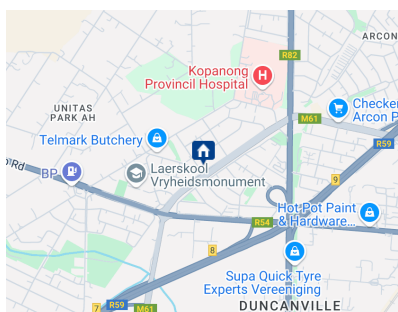 ARCON
R82
Kopanong
Provincil Hospital
H
Checker
Arcon P
UNITAS
PARK AH
M61
Telmark Butchery
R59
Laerskool
Vryheidsmonument
n Rd
BP
9
Hot Pot Paint
& Hardware...
R54
8
Supa Quick Tyre
Experts Vereeniging
7
R59
M61
DUNCANVILLE